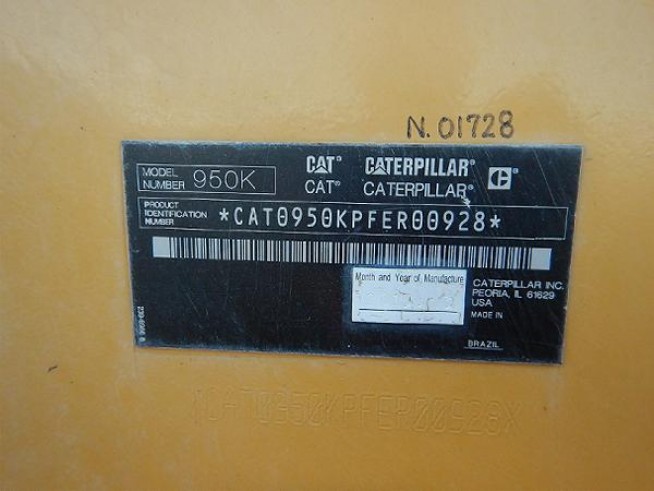 N. 01728
MODEL NUMBER 950K
CAT® CATERPILLAR®
CAT® CATERPILLAR®
PRODUCT IDENTIFICATION NUMBER *CAT0950KPFER00928*
Month and Year of Manufacture
CATERPILLAR INC.
PEORIA, IL 61629
USA
MADE IN
BRAZIL
CAT0950KPFER00928